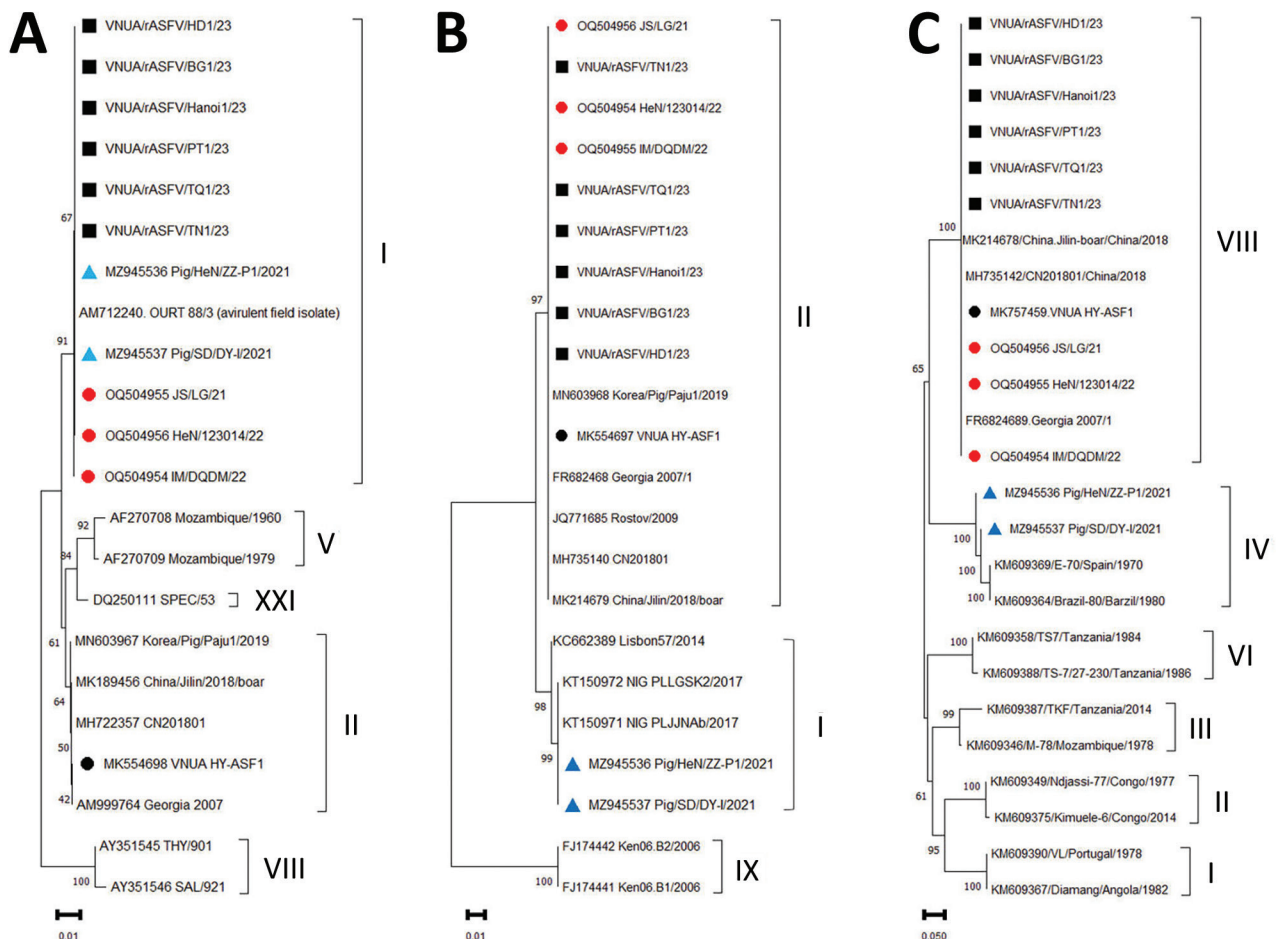 A
VNUA/rASFV/HD1/23
VNUA/rASFV/BG1/23
VNUA/rASFV/Hanoi1/23
VNUA/rASFV/PT1/23
VNUA/rASFV/TQ1/23
67
VNUA/rASFV/TN1/23
I
MZ945536 Pig/HeN/ZZ-P1/2021
AM712240. OURT 88/3 (avirulent field isolate)
91
MZ945537 Pig/SD/DY-I/2021
OQ504955 JS/LG/21
OQ504956 HeN/123014/22
OQ504954 IM/DQDM/22
92
AF270708 Mozambique/1960
V
84
AF270709 Mozambique/1979
DQ250111 SPEC/53
XXI
61
MN603967 Korea/Pig/Paju1/2019
MK189456 China/Jilin/2018/boar
64
MH722357 CN201801
II
50
MK554698 VNUA HY-ASF1
42
AM999764 Georgia 2007
AY351545 THY/901
VIII
100
AY351546 SAL/921
0.01
B
OQ504956 JS/LG/21
VNUA/rASFV/TN1/23
OQ504954 HeN/123014/22
OQ504955 IM/DQDM/22
VNUA/rASFV/TQ1/23
VNUA/rASFV/PT1/23
VNUA/rASFV/Hanoi1/23
97
VNUA/rASFV/BG1/23
II
VNUA/rASFV/HD1/23
MN603968 Korea/Pig/Paju1/2019
MK554697 VNUA HY-ASF1
FR682468 Georgia 2007/1
JQ771685 Rostov/2009
MH735140 CN201801
MK214679 China/Jilin/2018/boar
KC662389 Lisbon57/2014
KT150972 NIG PLLGSK2/2017
98
KT150971 NIG PLJJNAb/2017
I
99
MZ945536 Pig/HeN/ZZ-P1/2021
MZ945537 Pig/SD/DY-I/2021
FJ174442 Ken06.B2/2006
IX
100
FJ174441 Ken06.B1/2006
0.01
C
VNUA/rASFV/HD1/23
VNUA/rASFV/BG1/23
VNUA/rASFV/Hanoi1/23
VNUA/rASFV/PT1/23
VNUA/rASFV/TQ1/23
VNUA/rASFV/TN1/23
100
MK214678/China.Jilin-boar/China/2018
VIII
MH735142/CN201801/China/2018
MK757459.VNUA HY-ASF1
OQ504956 JS/LG/21
65
OQ504955 HeN/123014/22
FR6824689.Georgia 2007/1
OQ504954 IM/DQDM/22
MZ945536 Pig/HeN/ZZ-P1/2021
MZ945537 Pig/SD/DY-I/2021
100
IV
KM609369/E-70/Spain/1970
100
KM609364/Brazil-80/Barzil/1980
100
KM609358/TS7/Tanzania/1984
100
VI
KM609388/TS-7/27-230/Tanzania/1986
KM609387/TKF/Tanzania/2014
99
III
KM609346/M-78/Mozambique/1978
KM609349/Ndjassi-77/Congo/1977
100
II
61
KM609375/Kimuele-6/Congo/2014
95
KM609390/VL/Portugal/1978
I
100
KM609367/Diamang/Angola/1982
0.050